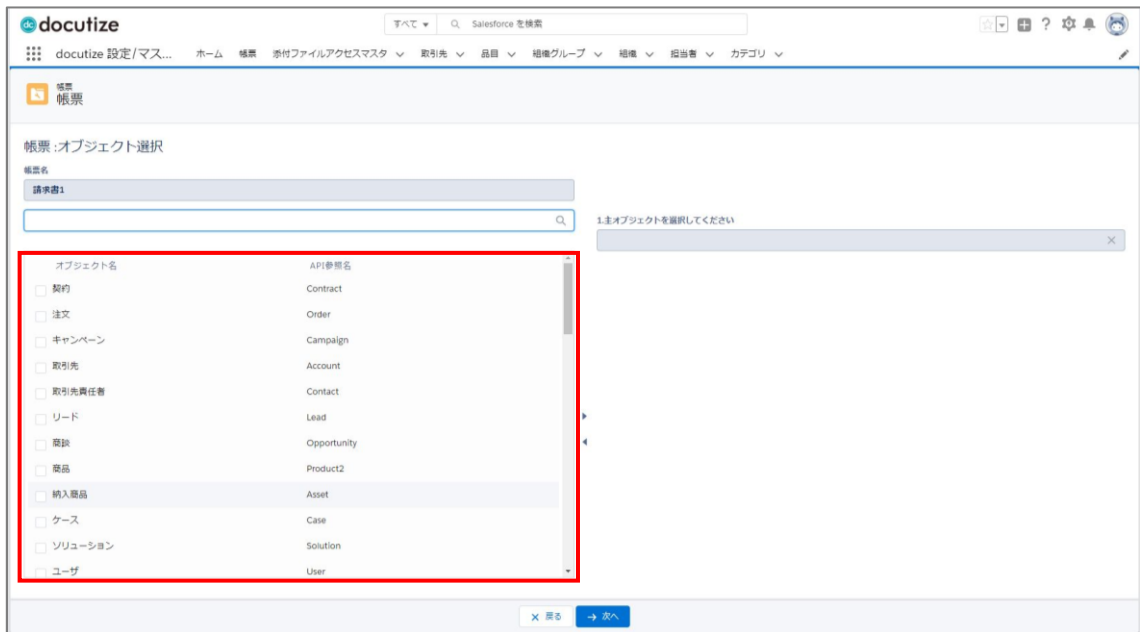 docutize
すべて
Salesforce を検索
docutize 設定/マス... ホーム 帳票 添付ファイルアクセスマスタ 取引先 品目 組織グループ 組織 担当者 カテゴリ
帳票
帳票
帳票 :オブジェクト選択
帳票名
請求書1
1.主オブジェクトを選択してください
オブジェクト名 API参照名
契約 Contract
注文 Order
キャンペーン Campaign
取引先 Account
取引先責任者 Contact
リード Lead
商談 Opportunity
商品 Product2
納入商品 Asset
ケース Case
ソリューション Solution
ユーザ User
× 戻る → 次へ